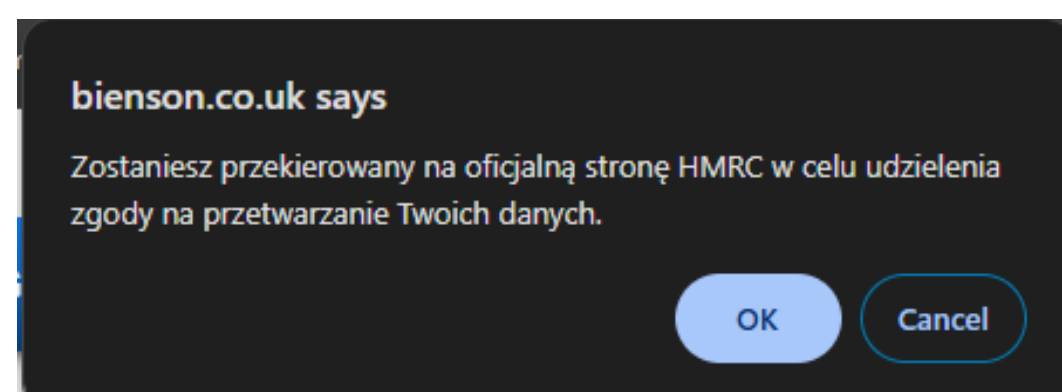 bienson.co.uk says
Zostaniesz przekierowany na oficjalną stronę HMRC w celu udzielenia
zgody na przetwarzanie Twoich danych.
OK
Cancel